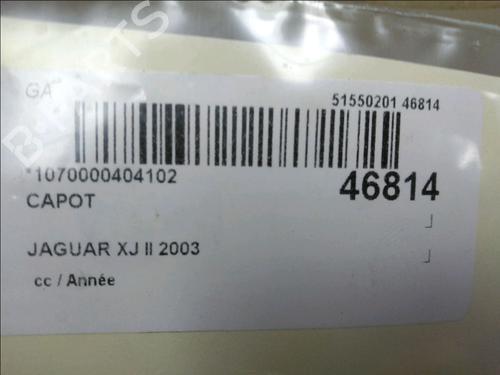 GA
51550201 46814
*1070000404102
46814
CAPOT
JAGUAR XJ II 2003
cc / Année